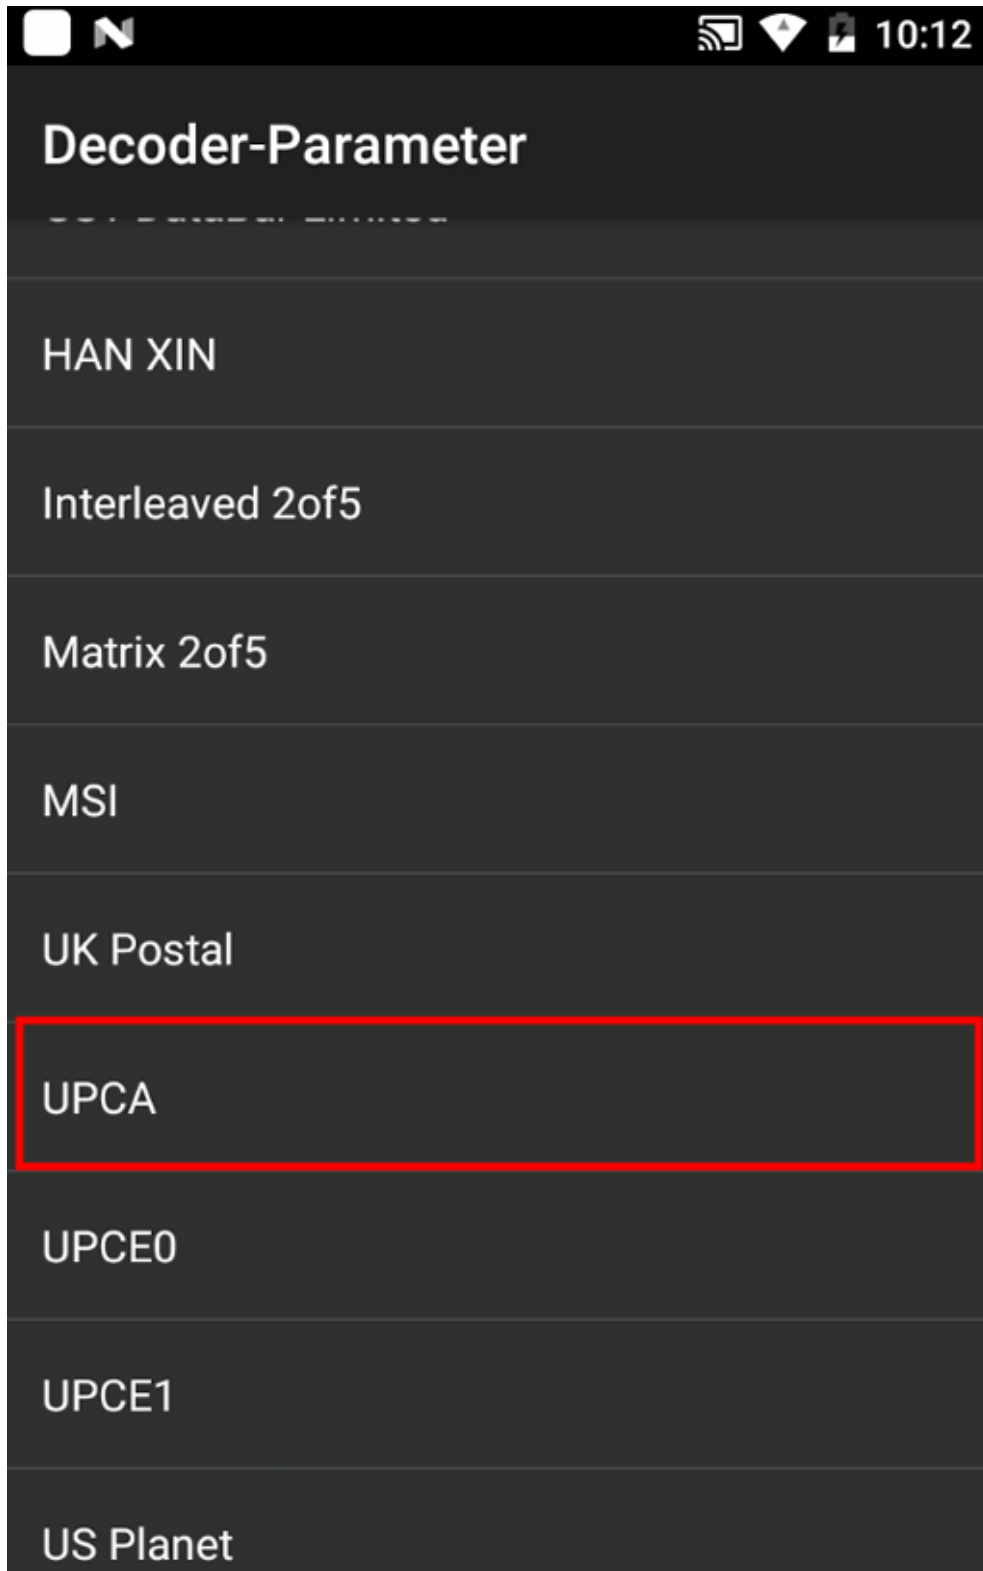 10:12
Decoder-Parameter
HAN XIN
Interleaved 2of5
Matrix 2of5
MSI
UK Postal
UPCA
UPCE0
UPCE1
US Planet